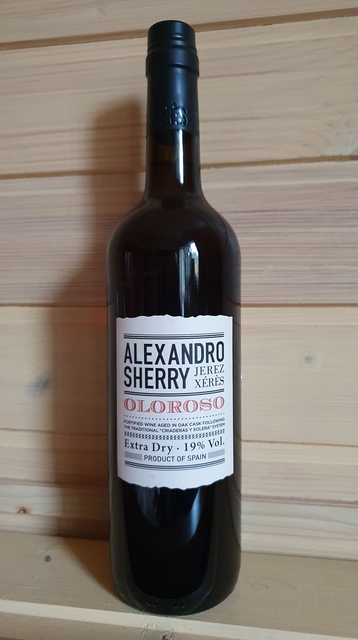 ALEXANDRO
SHERRY JEREZ
XÉRÈS
OLOROSO
FORTIFIED WINE AGED IN OAK CASK FOLLOWING
THE TRADITIONAL "CRIADERAS Y SOLERA" SYSTEM
Extra Dry · 19% Vol.
PRODUCT OF SPAIN